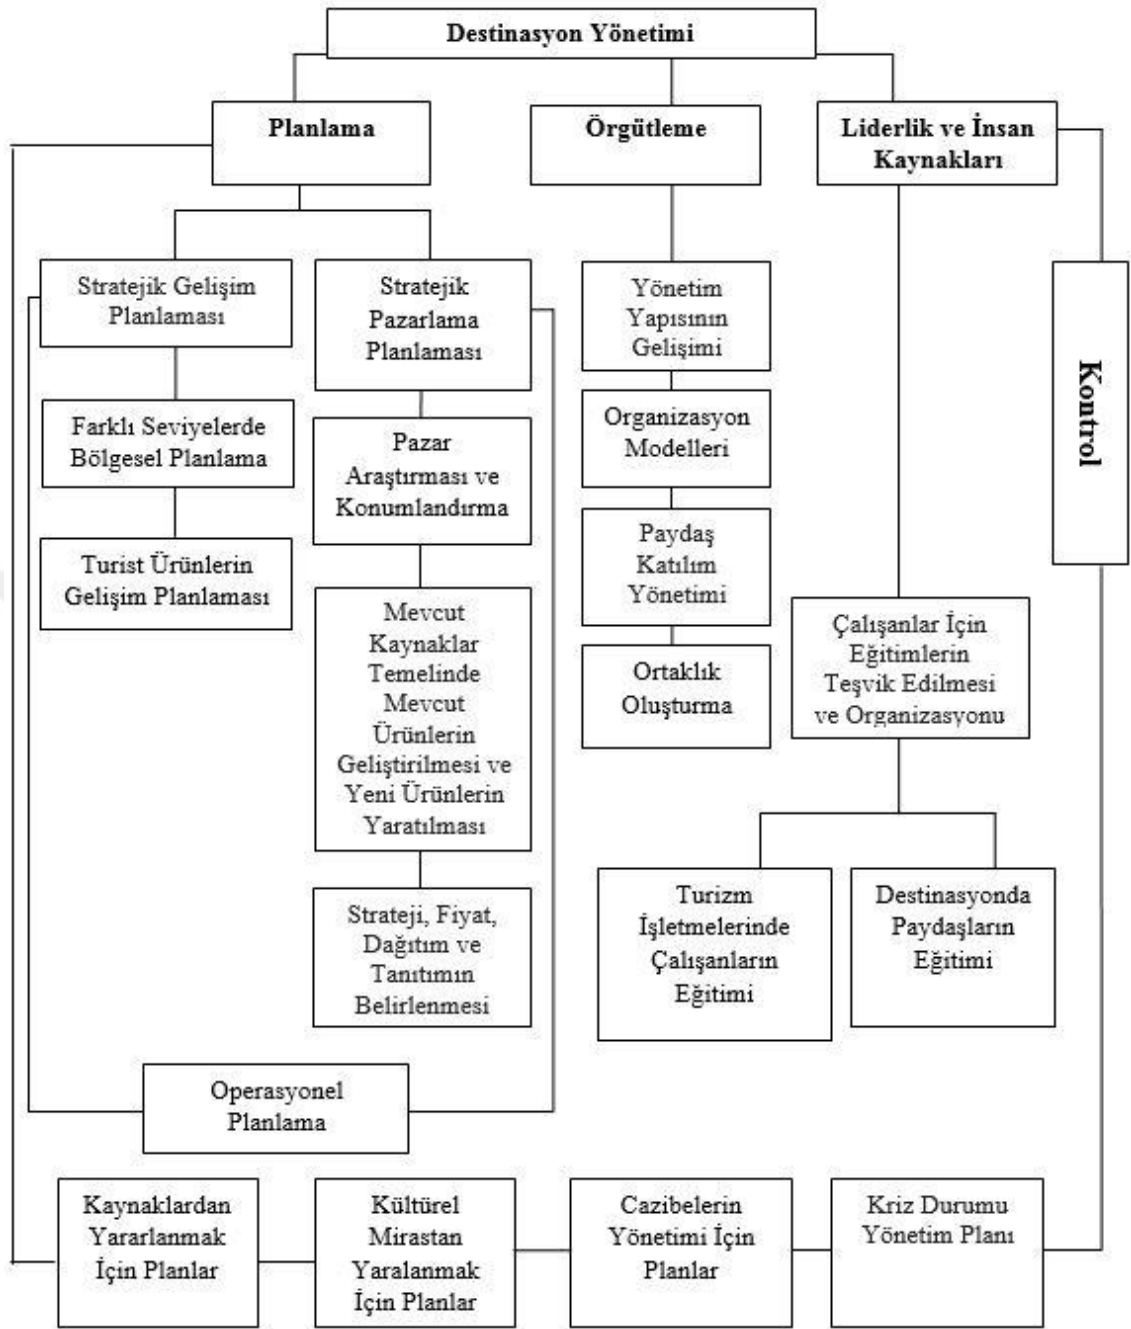 Destinasyon Yönetimi
Planlama
Örgütleme
Liderlik ve İnsan
Kaynakları
Stratejik Gelişim
Planlaması
Stratejik
Pazarlama
Planlaması
Yönetim
Yapısının
Gelişimi
Kontrol
Farklı Seviyelerde
Bölgesel Planlama
Pazar
Araştırması ve
Konumlandırma
Organizasyon
Modelleri
Turist Ürünlerin
Gelişim Planlaması
Paydaş
Katılım
Yönetimi
Mevcut
Kaynaklar
Temelinde
Mevcut
Ürünlerin
Geliştirilmesi ve
Yeni Ürünlerin
Yaratılması
Ortaklık
Oluşturma
Çalışanlar İçin
Eğitimlerin
Teşvik Edilmesi
ve Organizasyonu
Strateji, Fiyat,
Dağıtım ve
Tanıtımın
Belirlenmesi
Turizm
İşletmelerinde
Çalışanların
Eğitimi
Destinasyonda
Paydaşların
Eğitimi
Operasyonel
Planlama
Kaynaklardan
Yararlanmak
İçin Planlar
Kültürel
Mirastan
Yaralanmak
İçin Planlar
Cazibelerin
Yönetimi İçin
Planlar
Kriz Durumu
Yönetim Planı